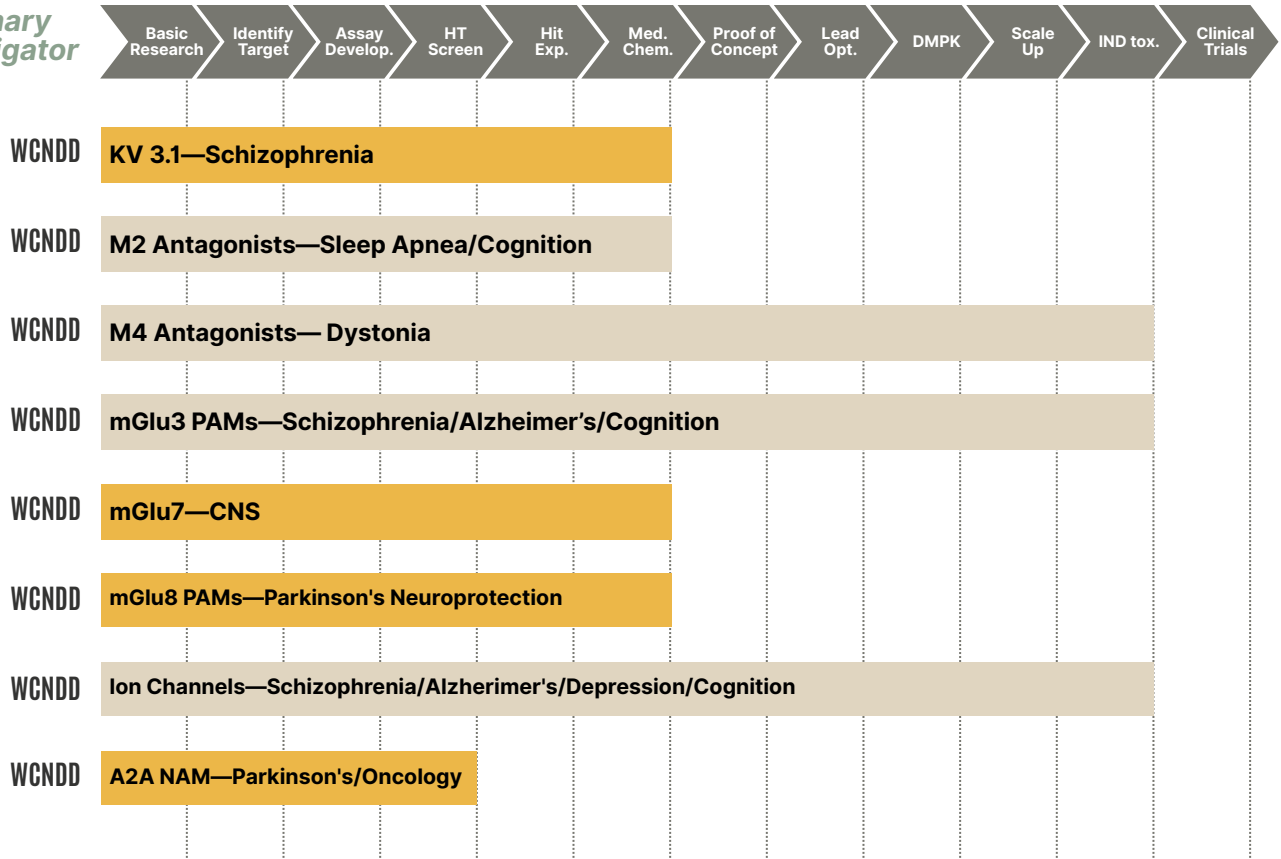 Basic Research
Identify Target
Assay Develop.
HT Screen
Hit Exp.
Med. Chem.
Proof of Concept
Lead Opt.
DMPK
Scale Up
IND tox.
Clinical Trials
WCNDD
KV 3.1—Schizophrenia
WCNDD
M2 Antagonists—Sleep Apnea/Cognition
WCNDD
M4 Antagonists— Dystonia
WCNDD
mGlu3 PAMs—Schizophrenia/Alzheimer’s/Cognition
WCNDD
mGlu7—CNS
WCNDD
mGlu8 PAMs—Parkinson's Neuroprotection
WCNDD
Ion Channels—Schizophrenia/Alzherimer's/Depression/Cognition
WCNDD
A2A NAM—Parkinson's/Oncology